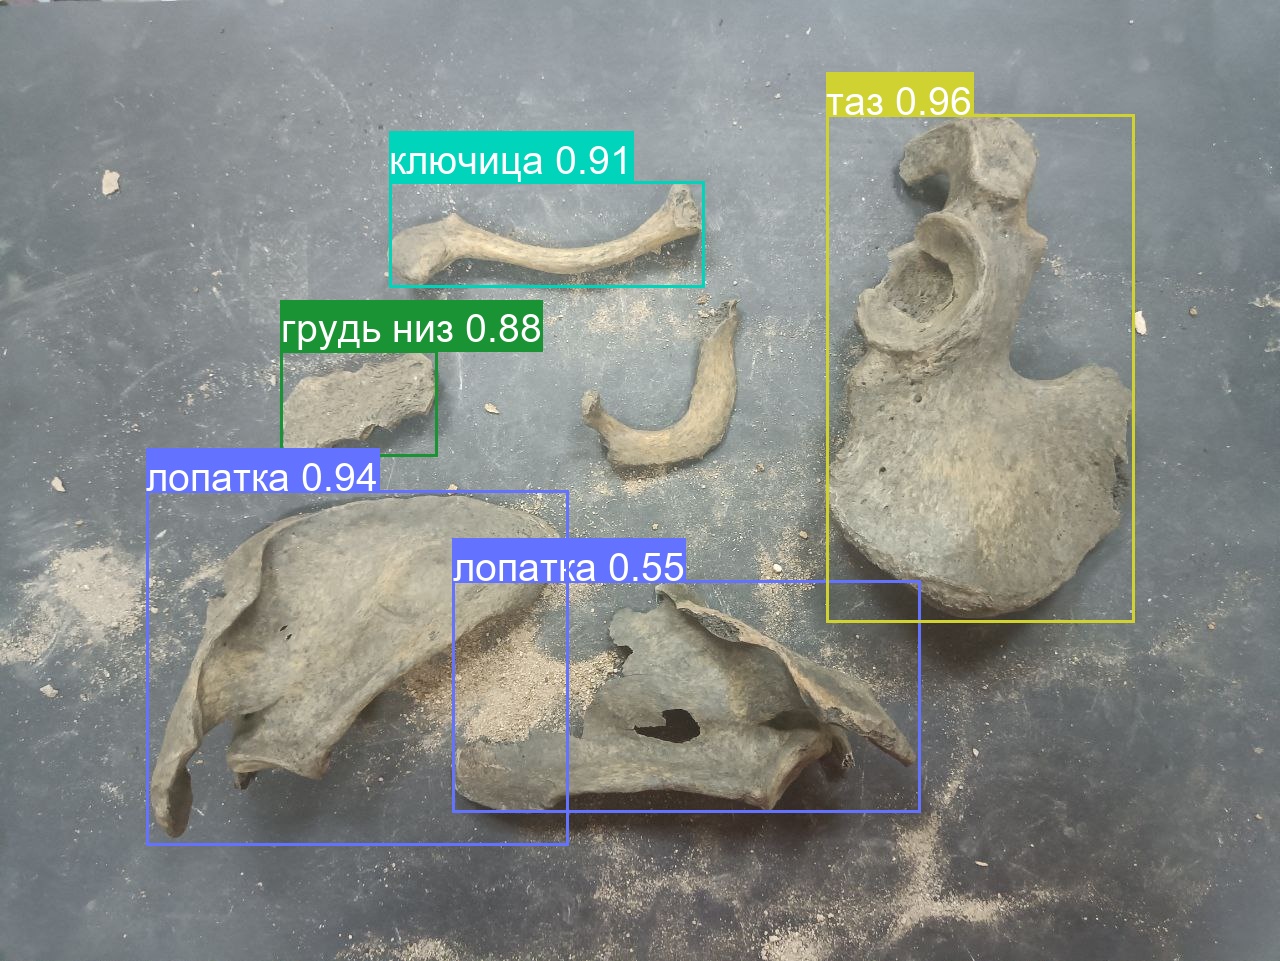 таз 0.96
ключица 0.91
грудь низ 0.88
лопатка 0.94
лопатка 0.55